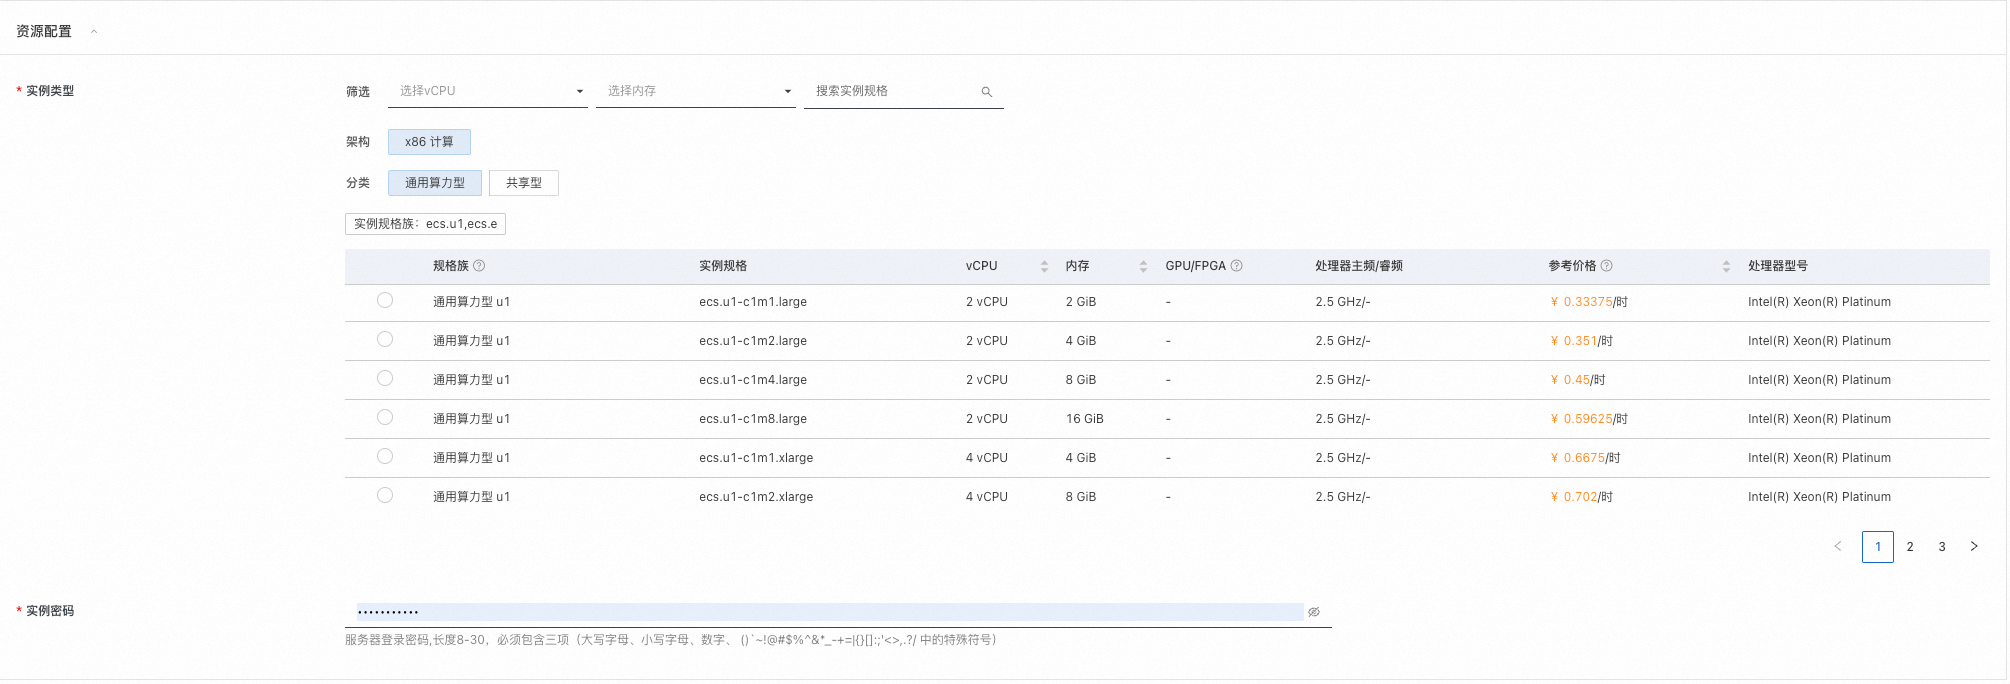 资源配置
* 实例类型
筛选 选择vCPU 选择内存 搜索实例规格
架构 x86 计算
分类 通用算力型 共享型
实例规格族：ecs.u1,ecs.e
规格族 实例规格 vCPU 内存 GPU/FPGA 处理器主频/睿频 参考价格 处理器型号
通用算力型 u1 ecs.u1-c1m1.large 2 vCPU 2 GiB - 2.5 GHz/- ¥ 0.33375/时 Intel(R) Xeon(R) Platinum
通用算力型 u1 ecs.u1-c1m2.large 2 vCPU 4 GiB - 2.5 GHz/- ¥ 0.351/时 Intel(R) Xeon(R) Platinum
通用算力型 u1 ecs.u1-c1m4.large 2 vCPU 8 GiB - 2.5 GHz/- ¥ 0.45/时 Intel(R) Xeon(R) Platinum
通用算力型 u1 ecs.u1-c1m8.large 2 vCPU 16 GiB - 2.5 GHz/- ¥ 0.59625/时 Intel(R) Xeon(R) Platinum
通用算力型 u1 ecs.u1-c1m1.xlarge 4 vCPU 4 GiB - 2.5 GHz/- ¥ 0.6675/时 Intel(R) Xeon(R) Platinum
通用算力型 u1 ecs.u1-c1m2.xlarge 4 vCPU 8 GiB - 2.5 GHz/- ¥ 0.702/时 Intel(R) Xeon(R) Platinum
< 1 2 3 >
* 实例密码 •••••••••••
服务器登录密码,长度8-30，必须包含三项（大写字母、小写字母、数字、 ()`~!@#$%^&*_-+=|{}[]:;'<>,.?/ 中的特殊符号）